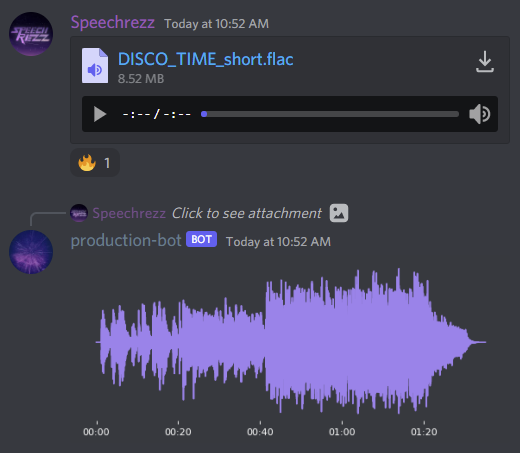 SPEECH
REZZ
Speechrezz Today at 10:52 AM
DISCO_TIME_short.flac
8.52 MB
-:-- / -:--
1
Speechrezz Click to see attachment
production-bot BOT Today at 10:52 AM
00:00 00:20 00:40 01:00 01:20